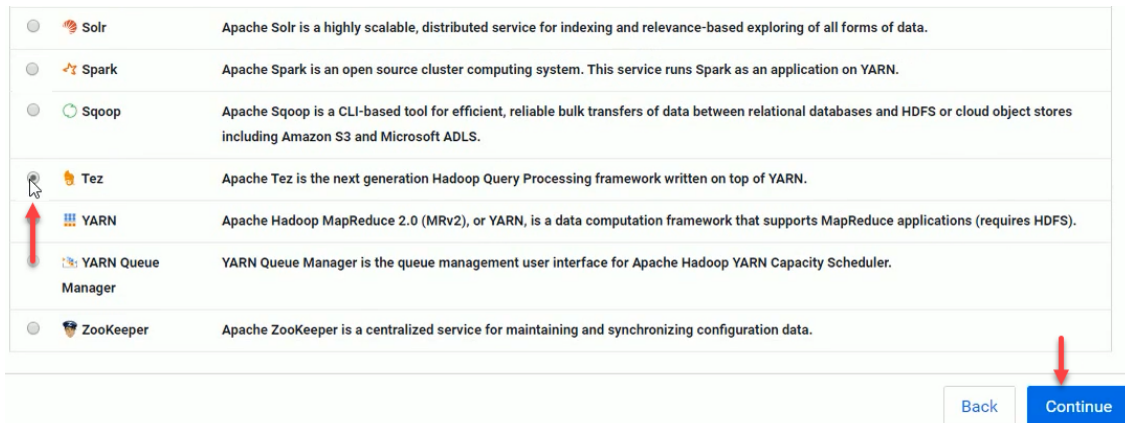 Solr Apache Solr is a highly scalable, distributed service for indexing and relevance-based exploring of all forms of data.
Spark Apache Spark is an open source cluster computing system. This service runs Spark as an application on YARN.
Sqoop Apache Sqoop is a CLI-based tool for efficient, reliable bulk transfers of data between relational databases and HDFS or cloud object stores
including Amazon S3 and Microsoft ADLS.
Tez Apache Tez is the next generation Hadoop Query Processing framework written on top of YARN.
YARN Apache Hadoop MapReduce 2.0 (MRv2), or YARN, is a data computation framework that supports MapReduce applications (requires HDFS).
YARN Queue YARN Queue Manager is the queue management user interface for Apache Hadoop YARN Capacity Scheduler.
Manager
ZooKeeper Apache ZooKeeper is a centralized service for maintaining and synchronizing configuration data.
Back Continue